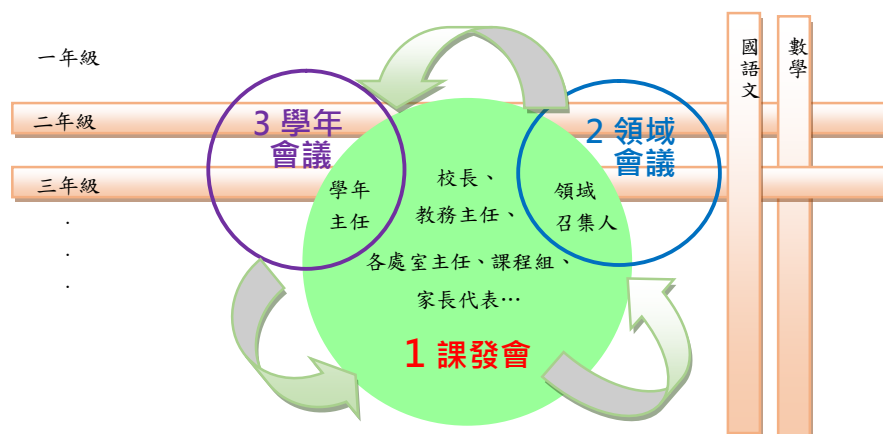 一年級
二年級
三年級
.
.
.
3 學年
會議
學年
主任
校長、
教務主任、
各處室主任、課程組、
家長代表…
1 課發會
2 領域
會議
領域
召集人
國語文
數學